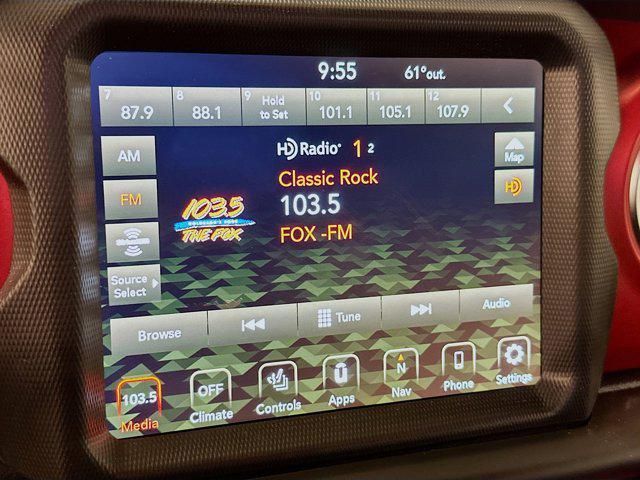 9:55 61°out.
7 8 9 10 11 12
87.9 88.1 Hold to Set 101.1 105.1 107.9
AM HD Radio 1 2 Map
Classic Rock
FM 103.5 103.5 HD
THE FOX FOX -FM
Source
Select
Browse Tune Audio
103.5 OFF N
Media Climate Controls Apps Nav Phone Settings